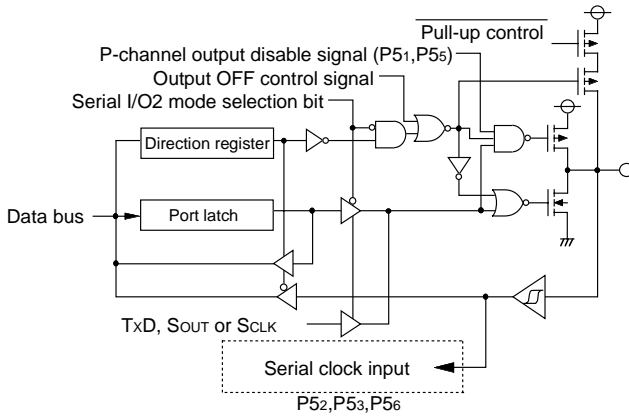 Pull-up control
P-channel output disable signal (P51,P55)
Output OFF control signal
Serial I/O2 mode selection bit
Direction register
Data bus
Port latch
TxD, SOUT or SCLK
Serial clock input
P52,P53,P56